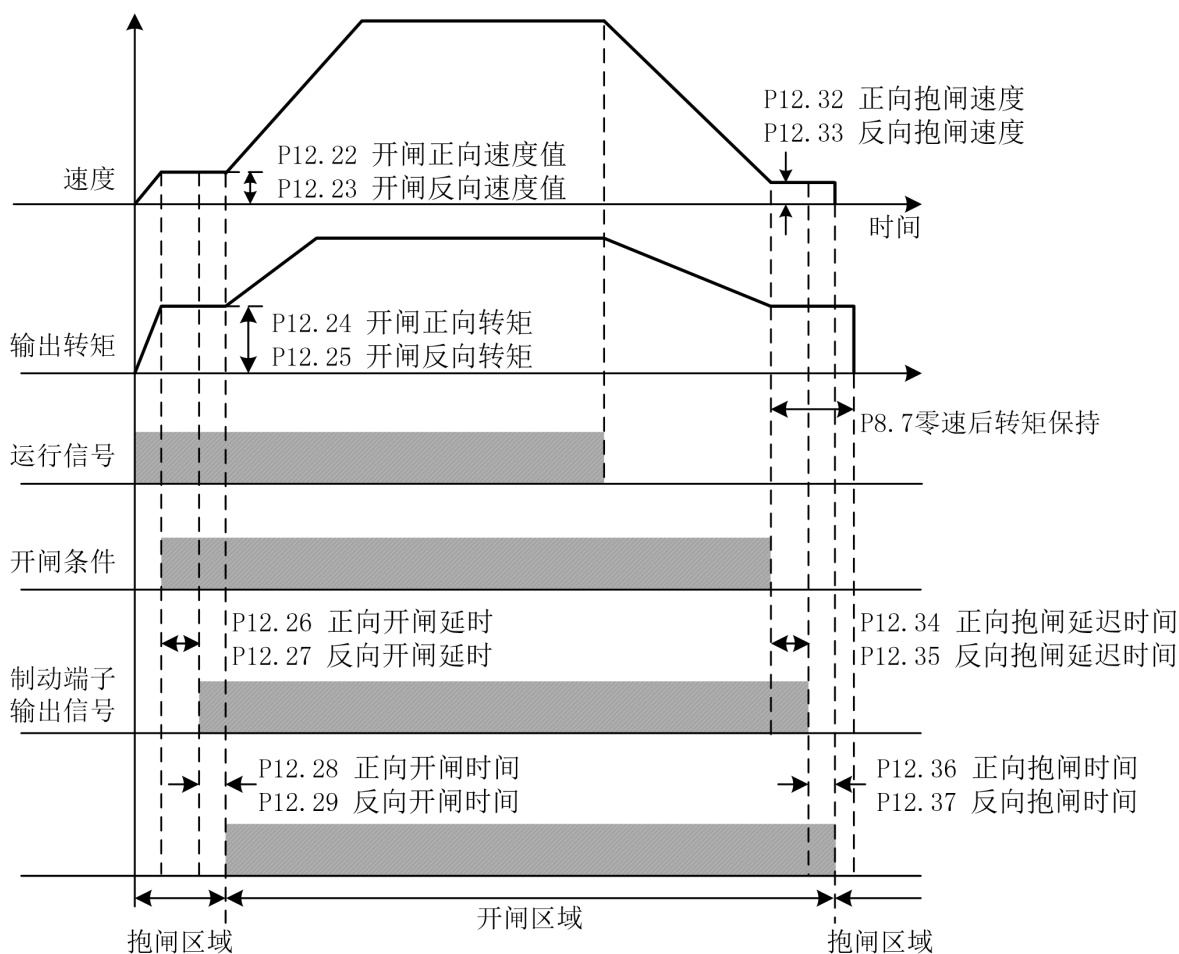 P12.32 正向抱闸速度
P12.33 反向抱闸速度
P12.22 开闸正向速度值
P12.23 开闸反向速度值
速度
时间
P12.24 开闸正向转矩
P12.25 开闸反向转矩
输出转矩
P8.7零速后转矩保持
运行信号
开闸条件
P12.26 正向开闸延时
P12.27 反向开闸延时
P12.34 正向抱闸延迟时间
P12.35 反向抱闸延迟时间
制动端子
输出信号
P12.28 正向开闸时间
P12.29 反向开闸时间
P12.36 正向抱闸时间
P12.37 反向抱闸时间
开闸区域
抱闸区域
抱闸区域